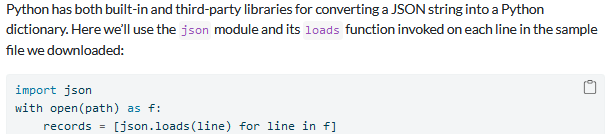 Python has both built-in and third-party libraries for converting a JSON string into a Python
dictionary. Here we'll use the json module and its loads function invoked on each line in the sample
file we downloaded:
import json
with open(path) as f:
    records = [json.loads(line) for line in f]